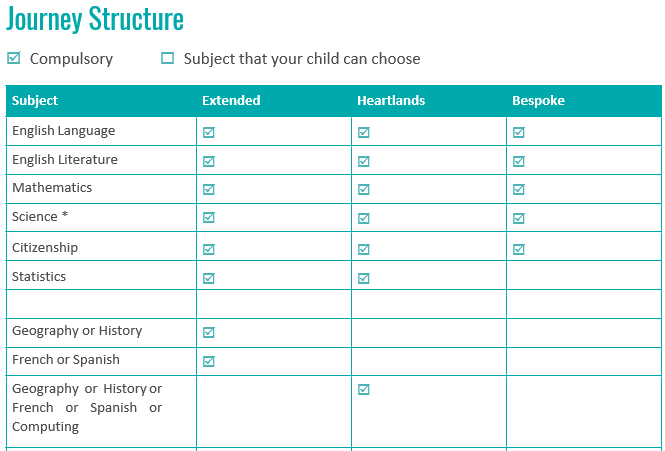 Journey Structure
Compulsory Subject that your child can choose
Subject Extended Heartlands Bespoke
English Language
English Literature
Mathematics
Science *
Citizenship
Statistics
Geography or History
French or Spanish
Geography or History or
French or Spanish or
Computing